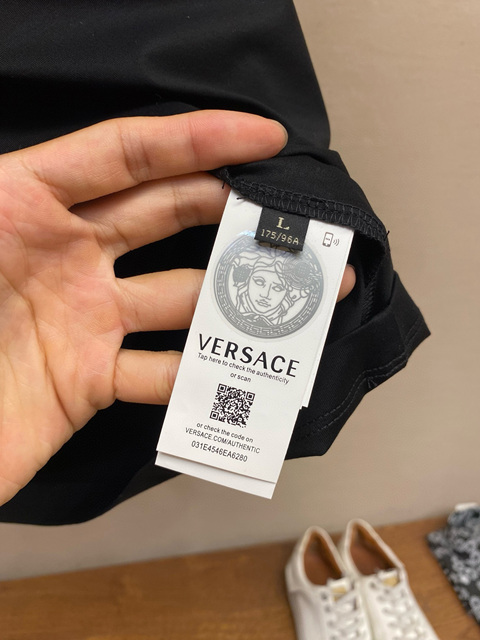 L
175/96A
VERSACE
Tap here to check the authenticity
or scan
or check the code on
VERSACE.COM/AUTHENTIC
031E4546EA6280